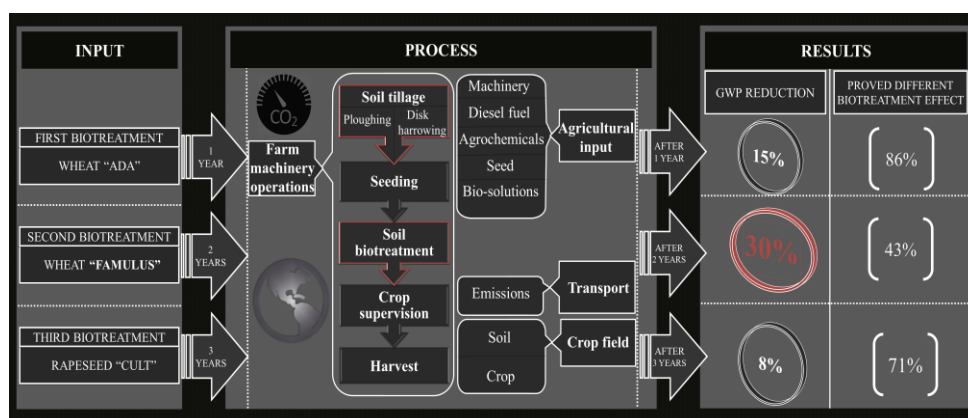 INPUT
FIRST BIOTREATMENT
WHEAT “ADA”
SECOND BIOTREATMENT
WHEAT “FAMULUS”
THIRD BIOTREATMENT
RAPESEED “CULT”
1
YEAR
2
YEARS
3
YEARS
PROCESS
CO₂
Farm
machinery
operations
Soil tillage
Ploughing
Disk
harrowing
Seeding
Soil
biotreatment
Crop
supervision
Harvest
Machinery
Diesel fuel
Agrochemicals
Seed
Bio-solutions
Agricultural
input
Emissions
Transport
Soil
Crop
Crop field
AFTER
1 YEAR
AFTER
2 YEARS
AFTER
3 YEARS
RESULTS
GWP REDUCTION
PROVED DIFFERENT
BIOTREATMENT EFFECT
15%
86%
30%
43%
8%
71%